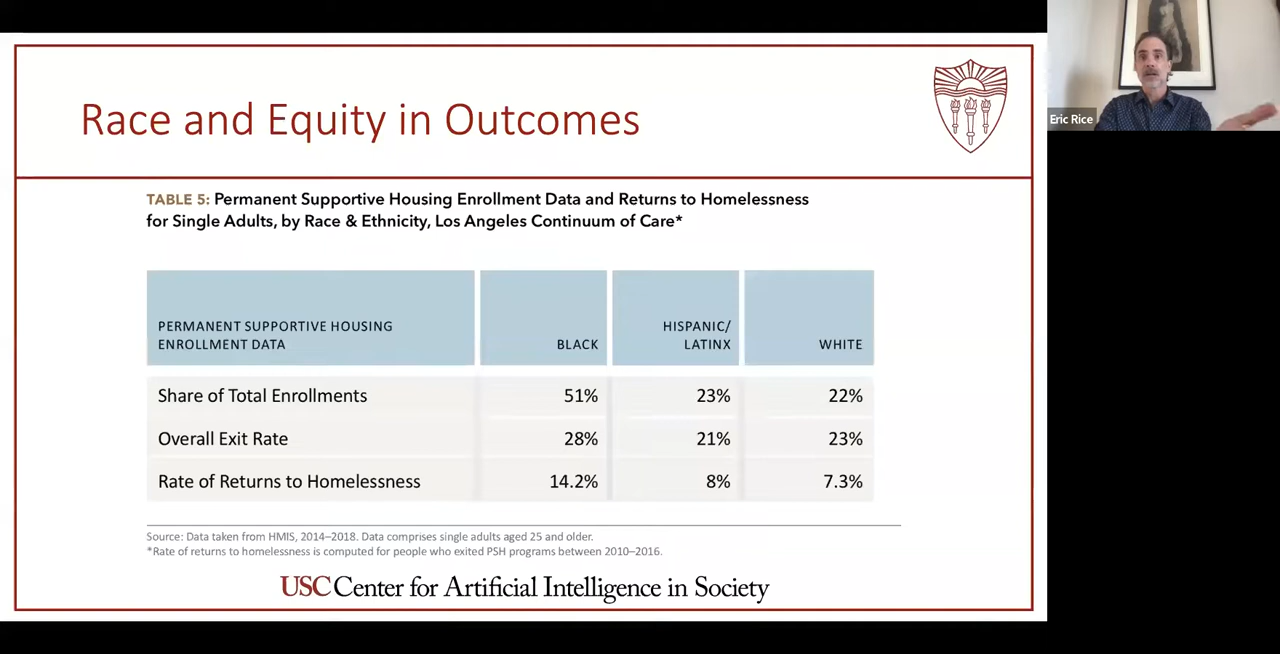 Race and Equity in Outcomes
Eric Rice
TABLE 5: Permanent Supportive Housing Enrollment Data and Returns to Homelessness
for Single Adults, by Race & Ethnicity, Los Angeles Continuum of Care*
PERMANENT SUPPORTIVE HOUSING
ENROLLMENT DATA
BLACK
HISPANIC/
LATINX
WHITE
Share of Total Enrollments 51% 23% 22%
Overall Exit Rate 28% 21% 23%
Rate of Returns to Homelessness 14.2% 8% 7.3%
Source: Data taken from HMIS, 2014–2018. Data comprises single adults aged 25 and older.
*Rate of returns to homelessness is computed for people who exited PSH programs between 2010–2016.
USC Center for Artificial Intelligence in Society